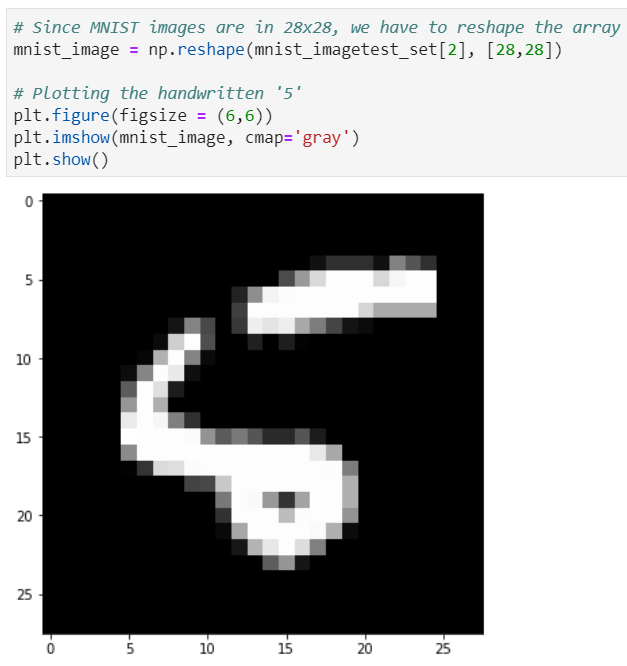 # Since MNIST images are in 28x28, we have to reshape the array
mnist_image = np.reshape(mnist_imagetest_set[2], [28,28])
# Plotting the handwritten '5'
plt.figure(figsize = (6,6))
plt.imshow(mnist_image, cmap='gray')
plt.show()
0
5
10
15
20
25
0 5 10 15 20 25